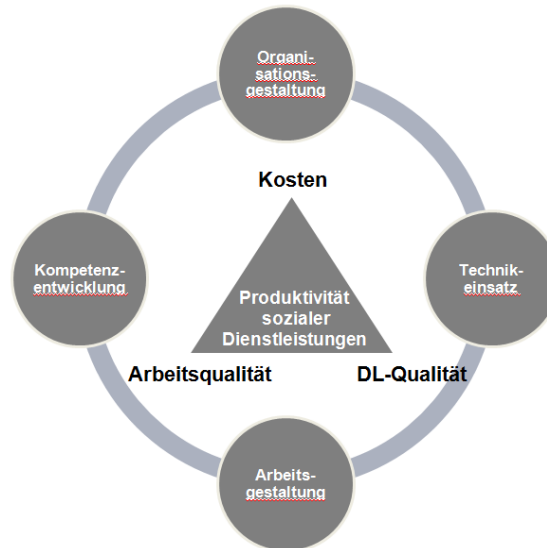 Organi-
sations-
gestaltung
Kosten
Kompetenz-
entwicklung
Technik-
einsatz
Produktivität
sozialer
Dienstleistungen
Arbeitsqualität
DL-Qualität
Arbeits-
gestaltung